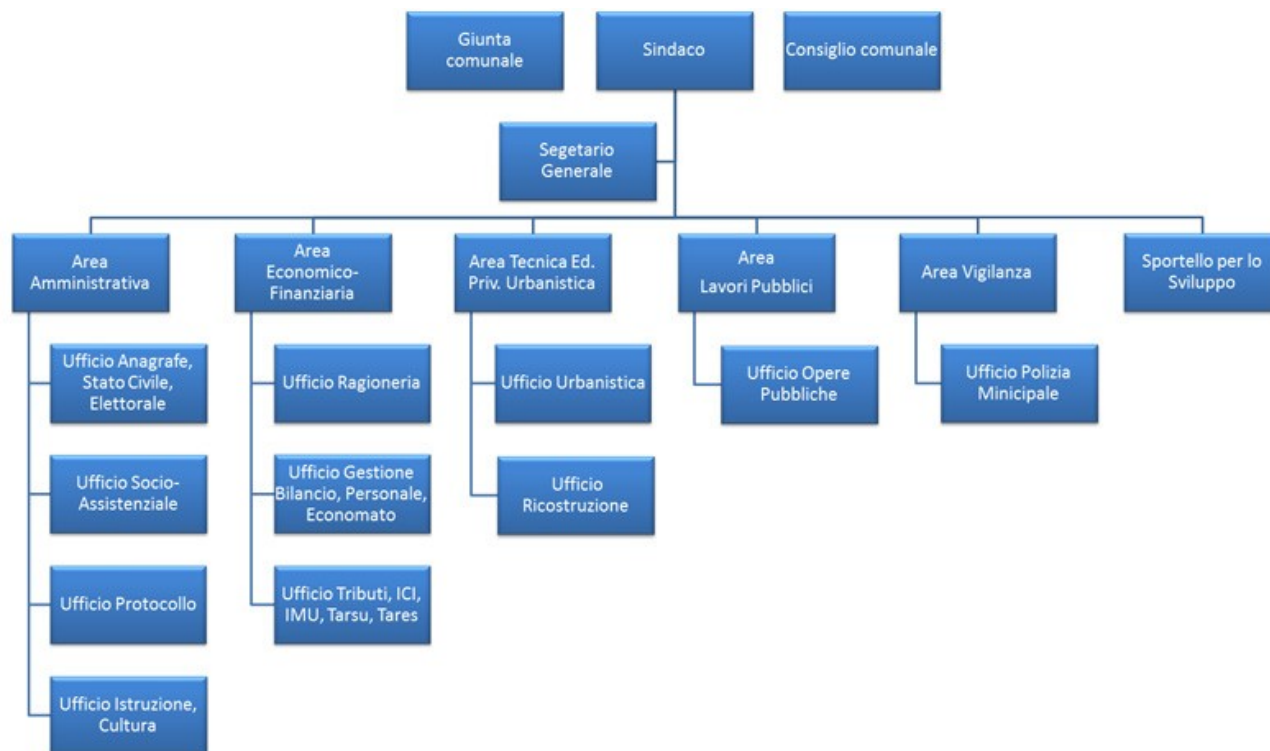 Giunta
comunale
Sindaco
Consiglio comunale
Segetario
Generale
Area
Amministrativa
Area
Economico-
Finanziaria
Area Tecnica Ed.
Priv. Urbanistica
Area
Lavori Pubblici
Area Vigilanza
Sportello per lo
Sviluppo
Ufficio Anagrafe,
Stato Civile,
Elettorale
Ufficio Socio-
Assistenziale
Ufficio Protocollo
Ufficio Istruzione,
Cultura
Ufficio Ragioneria
Ufficio Gestione
Bilancio, Personale,
Economato
Ufficio Tributi, ICI,
IMU, Tarsu, Tares
Ufficio Urbanistica
Ufficio
Ricostruzione
Ufficio Opere
Pubbliche
Ufficio Polizia
Minicipale